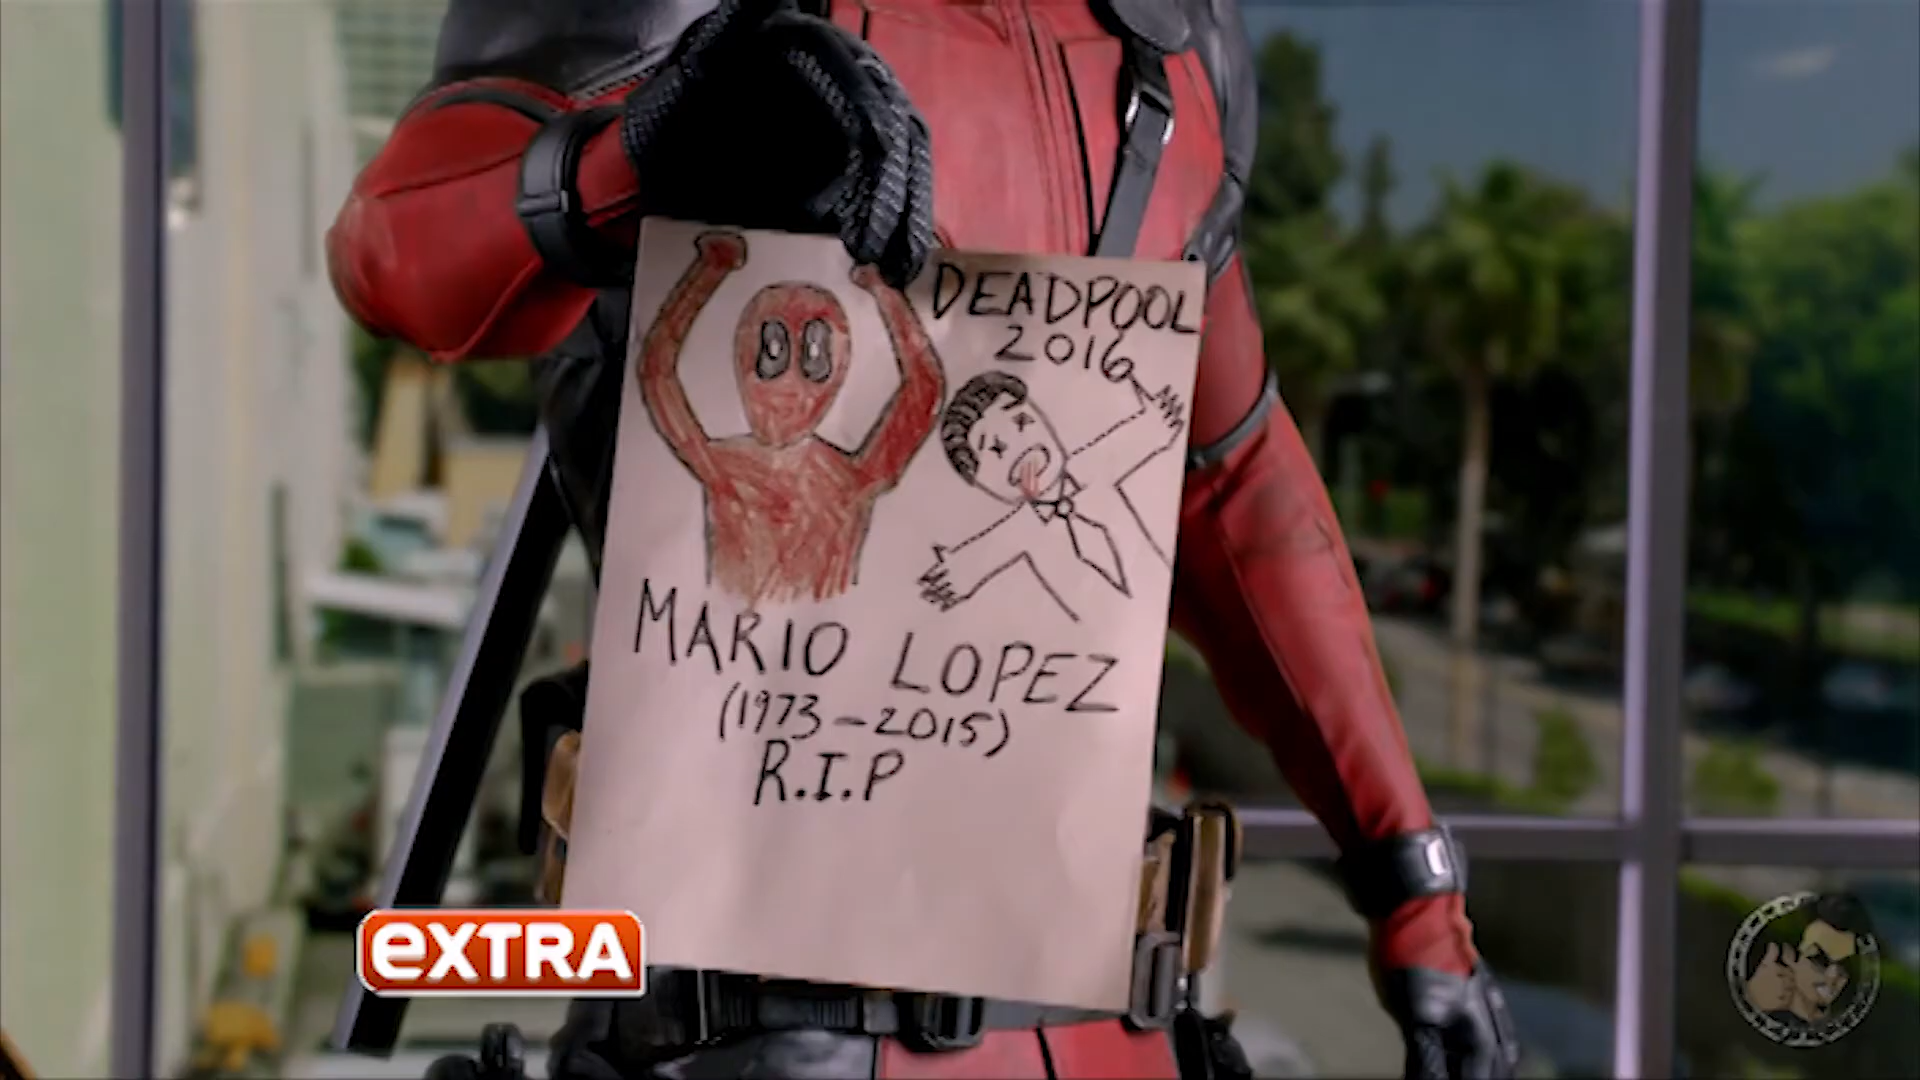 DEADPOOL
2016
MARIO LOPEZ
(1973-2015)
R.I.P
eXTRA